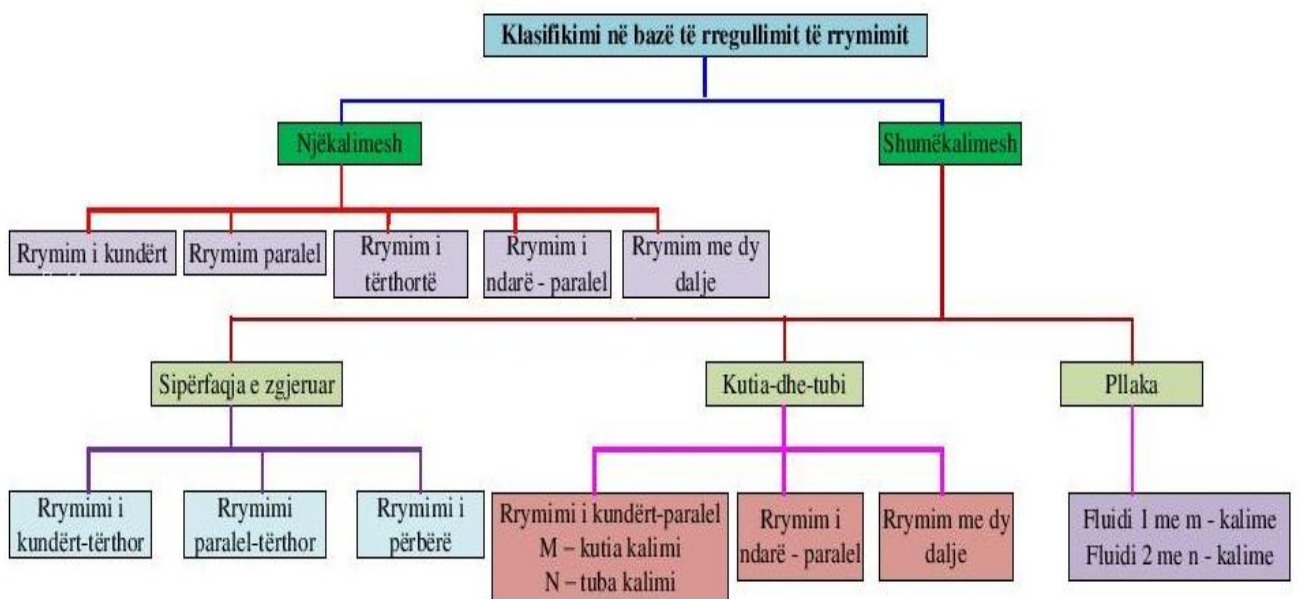 Klasifikimi në bazë të rregullimit të rrymimit
Njëkalimesh
Shumëkalimesh
Rrymim i kundërt
Rrymim paralel
Rrymim i
tërthortë
Rrymim i
ndarë - paralel
Rrymim me dy
dalje
Sipërfaqja e zgjeruar
Kutia-dhe-tubi
Pllaka
Rrymimi i
kundërt-tërthor
Rrymimi
paralel-tërthor
Rrymimi i
përbërë
Rrymimi i kundërt-paralel
M – kutia kalimi
N – tuba kalimi
Rrymim i
ndarë - paralel
Rrymim me dy
dalje
Fluidi 1 me m - kalime
Fluidi 2 me n - kalime